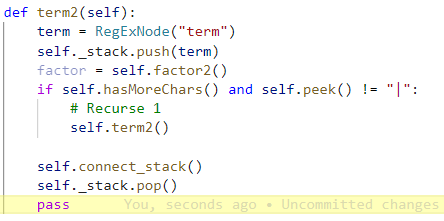 def term2(self):
    term = RegExNode("term")
    self._stack.push(term)
    factor = self.factor2()
    if self.hasMoreChars() and self.peek() != "|":
        # Recurse 1
        self.term2()

    self.connect_stack()
    self._stack.pop()
    pass You, seconds ago • Uncommitted changes